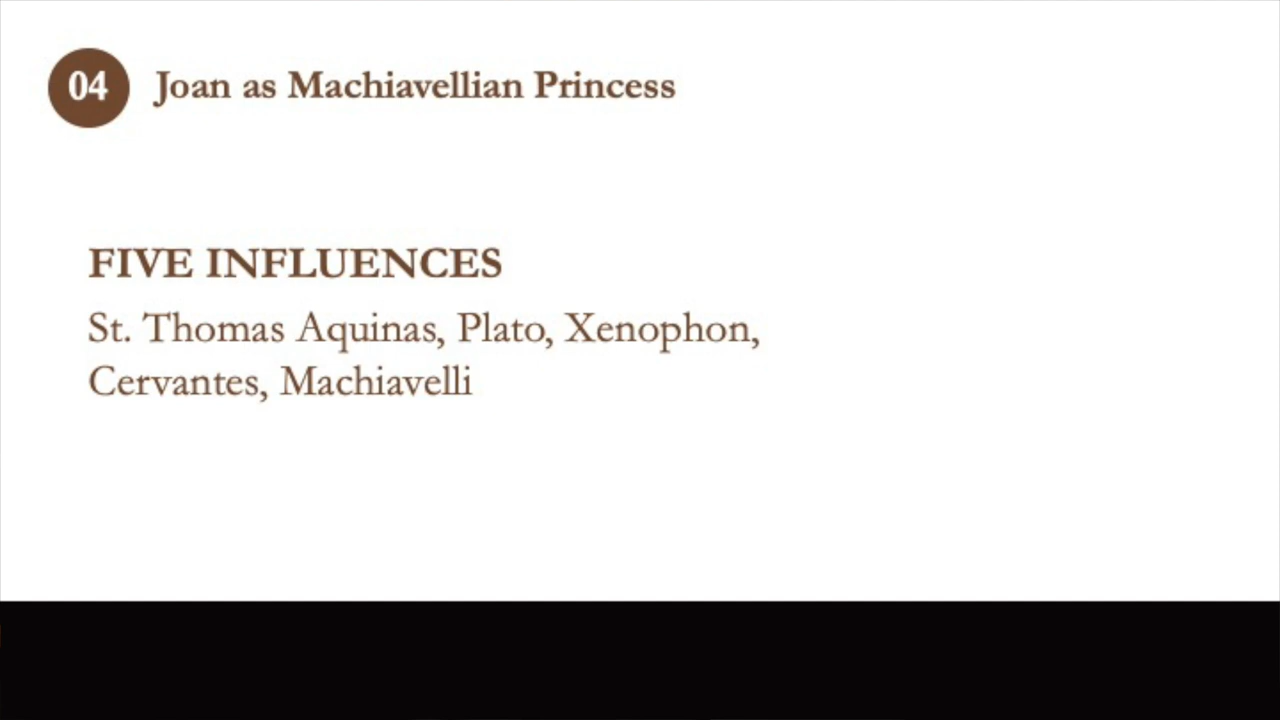 04 Joan as Machiavellian Princess
FIVE INFLUENCES
St. Thomas Aquinas, Plato, Xenophon,
Cervantes, Machiavelli